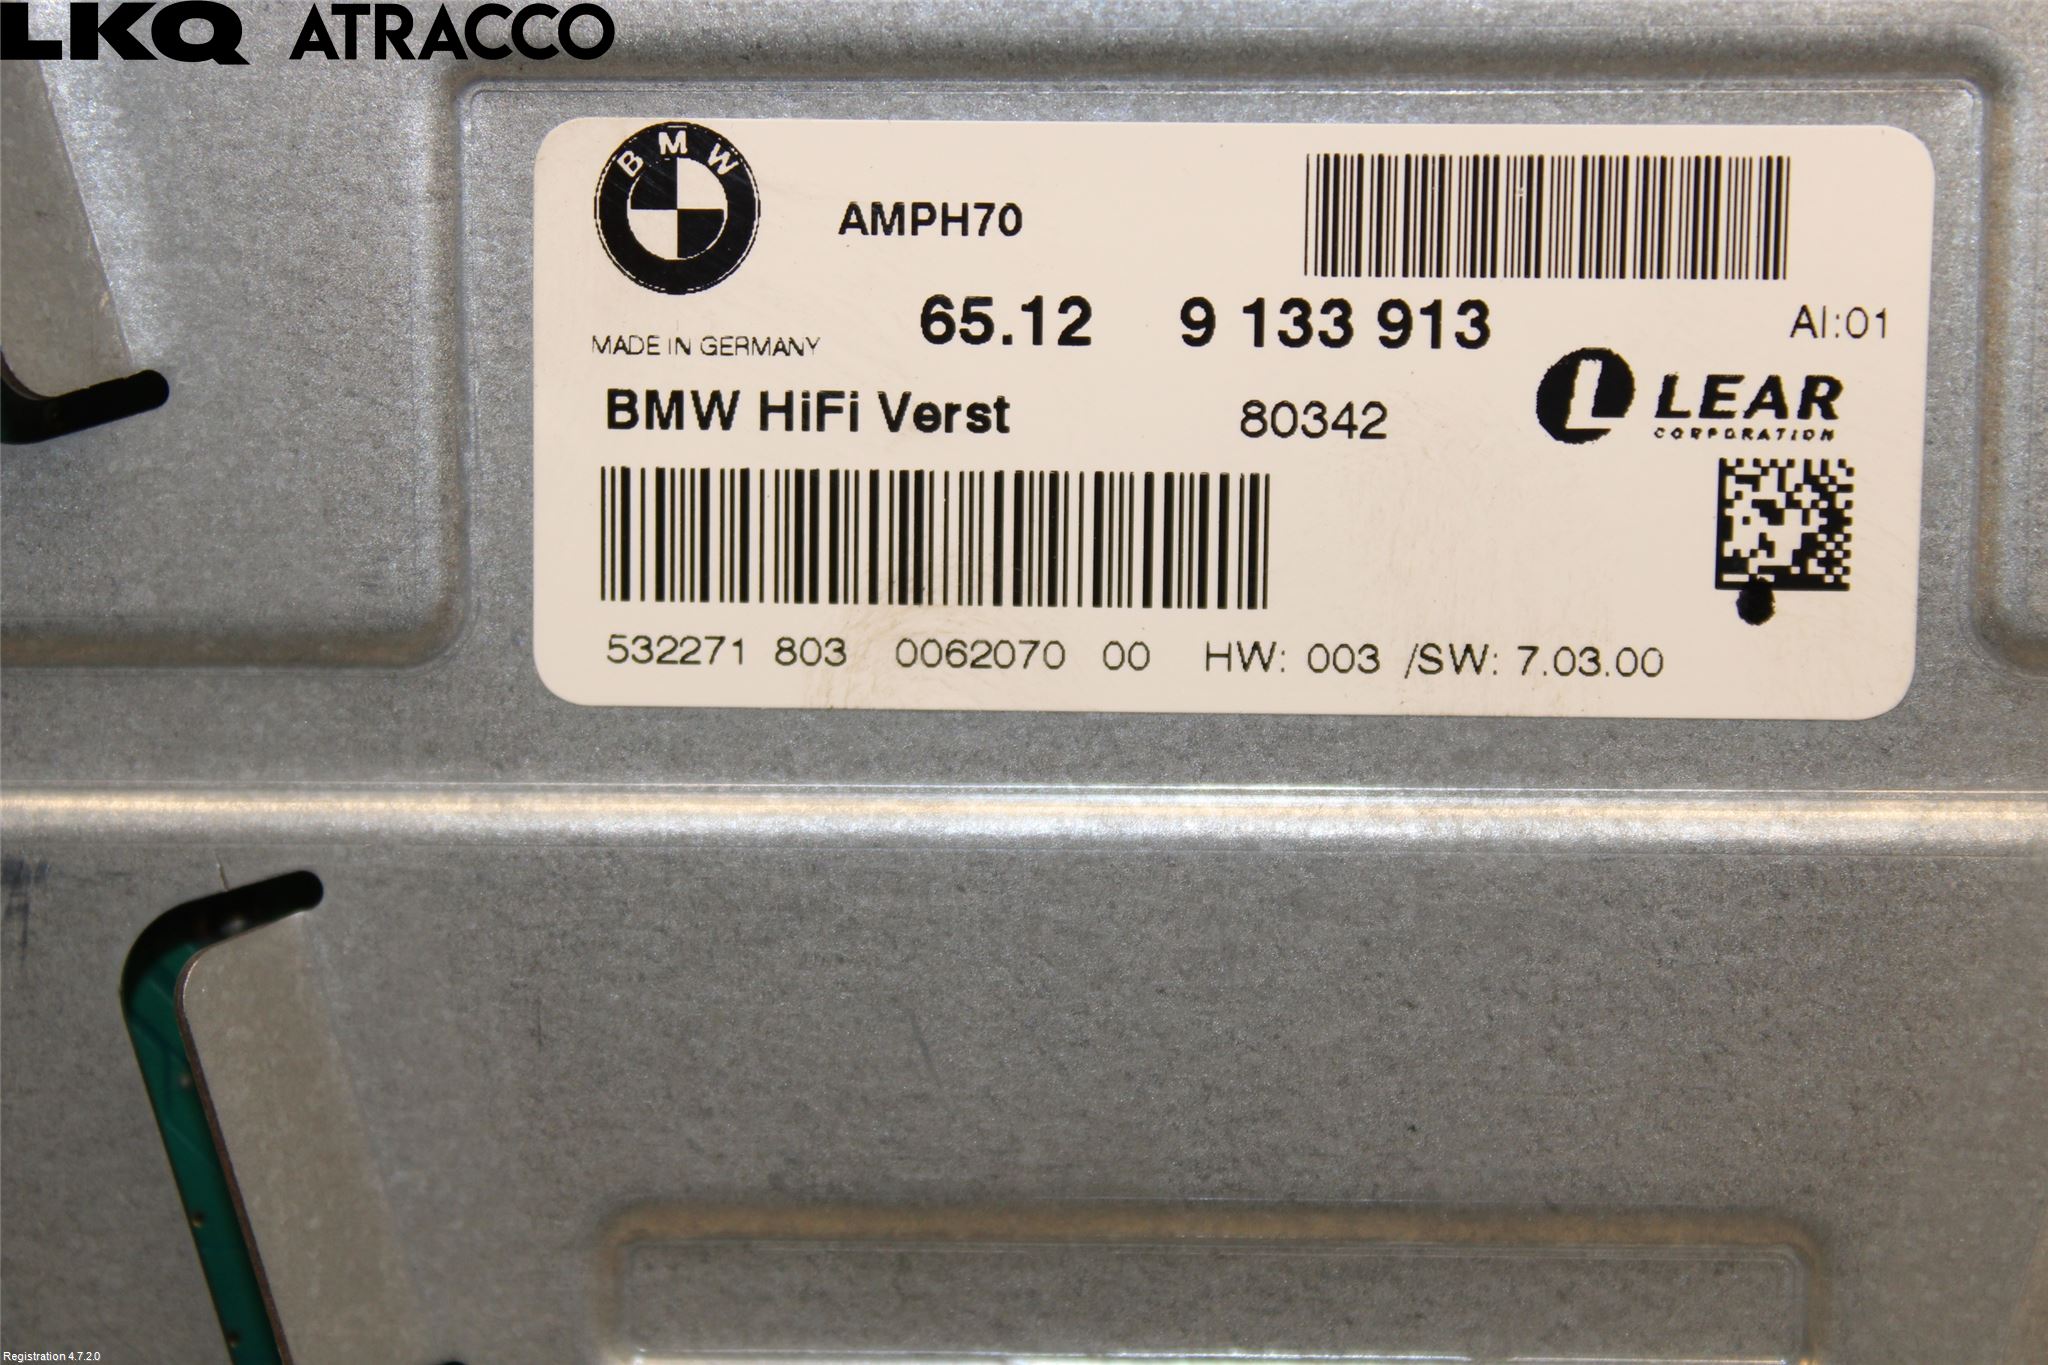 LKQ ATRACCO
BMW
AMPH70
65.12 9 133 913
AI:01
MADE IN GERMANY
BMW HiFi Verst 80342
LEAR
CORPORATION
532271 803 0062070 00 HW: 003 /SW: 7.03.00
Registration 4.7.2.0